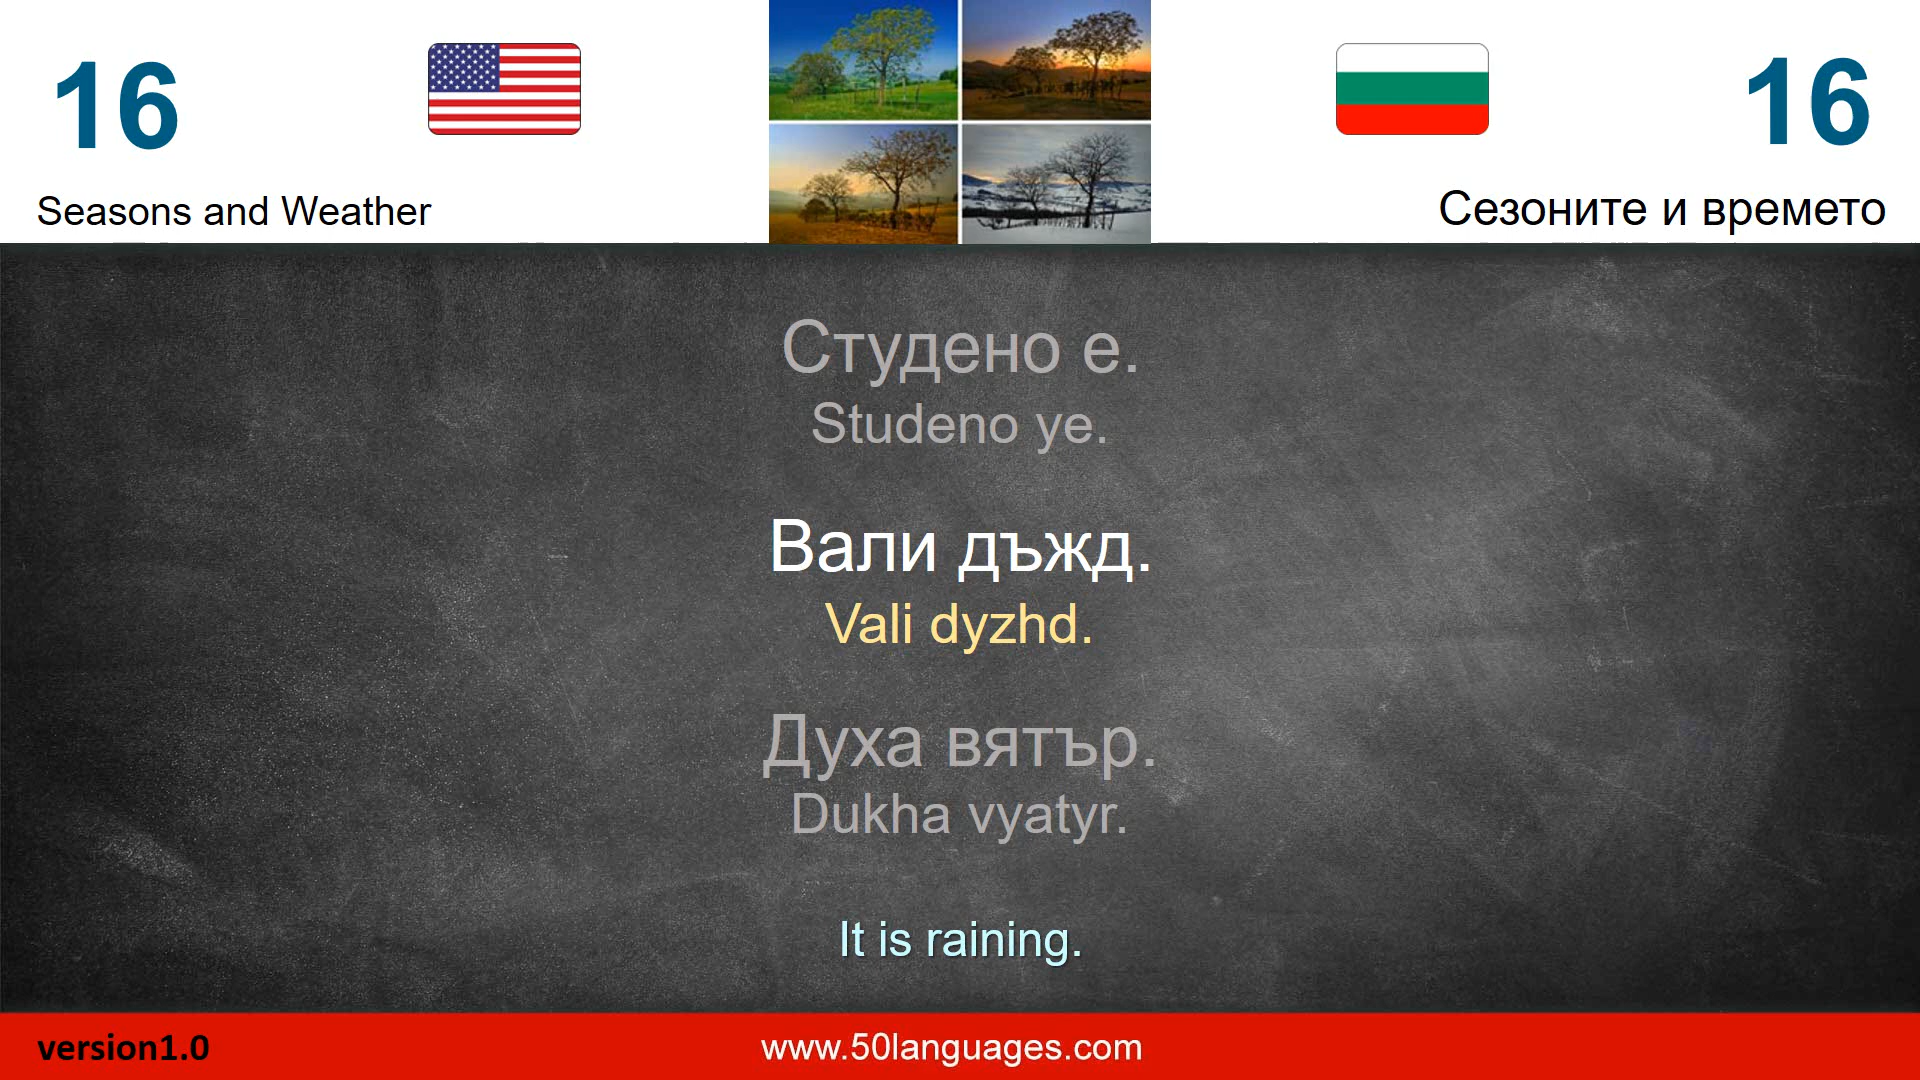 16
16
Seasons and Weather
Сезоните и времето
Студено е.
Studeno ye.
Вали дъжд.
Vali dyzhd.
Духа вятър.
Dukha vyatyr.
It is raining.
version1.0
www.50languages.com